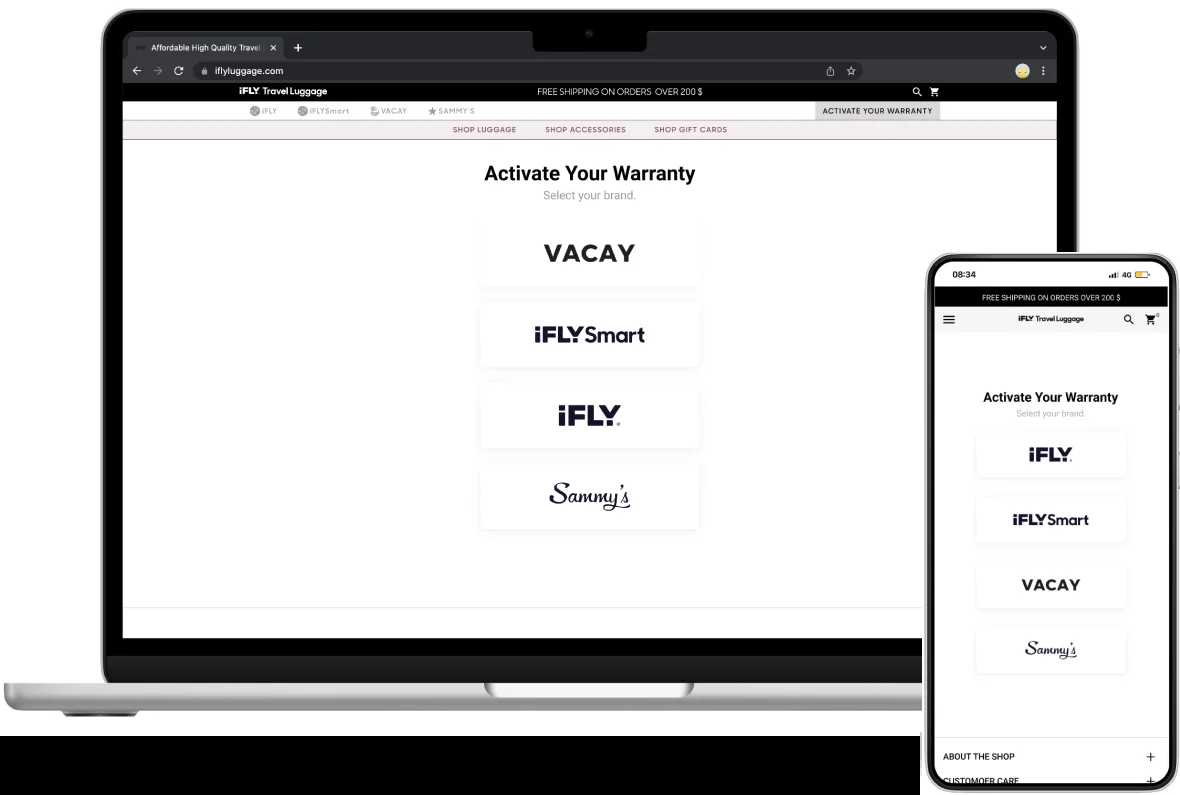 Affordable High Quality Travel
iflyluggage.com
iFLY Travel Luggage
FREE SHIPPING ON ORDERS OVER 200 $
iFLY
iFLYSmart
VACAY
SAMMY'S
ACTIVATE YOUR WARRANTY
SHOP LUGGAGE
SHOP ACCESSORIES
SHOP GIFT CARDS
Activate Your Warranty
Select your brand.
VACAY
iFLYSmart
iFLY
Sammy's
08:34
4G
FREE SHIPPING ON ORDERS OVER 200 $
iFLY Travel Luggage
0
Activate Your Warranty
Select your brand.
iFLY
iFLYSmart
VACAY
Sammy's
ABOUT THE SHOP
CUSTOMOER CARE